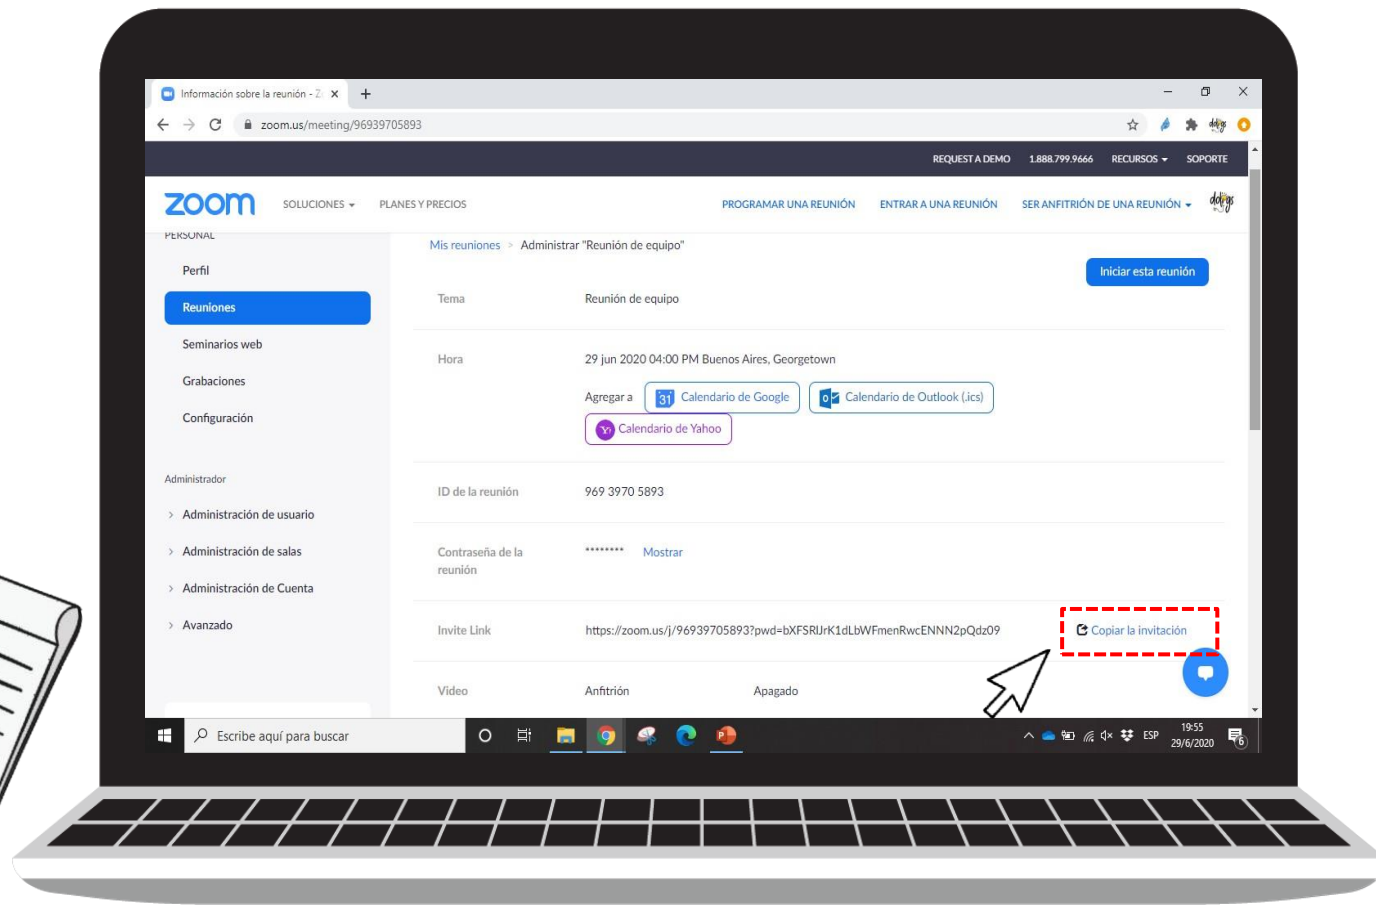 Información sobre la reunión - Z
zoom.us/meeting/96939705893
REQUEST A DEMO 1.888.799.9666 RECURSOS SOPORTE
zoom SOLUCIONES PLANES Y PRECIOS PROGRAMAR UNA REUNIÓN ENTRAR A UNA REUNIÓN SER ANFITRIÓN DE UNA REUNIÓN
PERSONAL
Perfil
Reuniones
Seminarios web
Grabaciones
Configuración
Administrador
> Administración de usuario
> Administración de salas
> Administración de Cuenta
> Avanzado
Mis reuniones > Administrar "Reunión de equipo"
Iniciar esta reunión
Tema Reunión de equipo
Hora 29 jun 2020 04:00 PM Buenos Aires, Georgetown
Agregar a 31 Calendario de Google Calendario de Outlook (.ics)
Calendario de Yahoo
ID de la reunión 969 3970 5893
Contraseña de la ******** Mostrar
reunión
Invite Link https://zoom.us/j/96939705893?pwd=bXFSRlJrK1dLbWFmenRwcENNN2pQdz09 Copiar la invitación
Video Anfitrión Apagado
Escribe aquí para buscar
ESP
19:55
29/6/2020
6